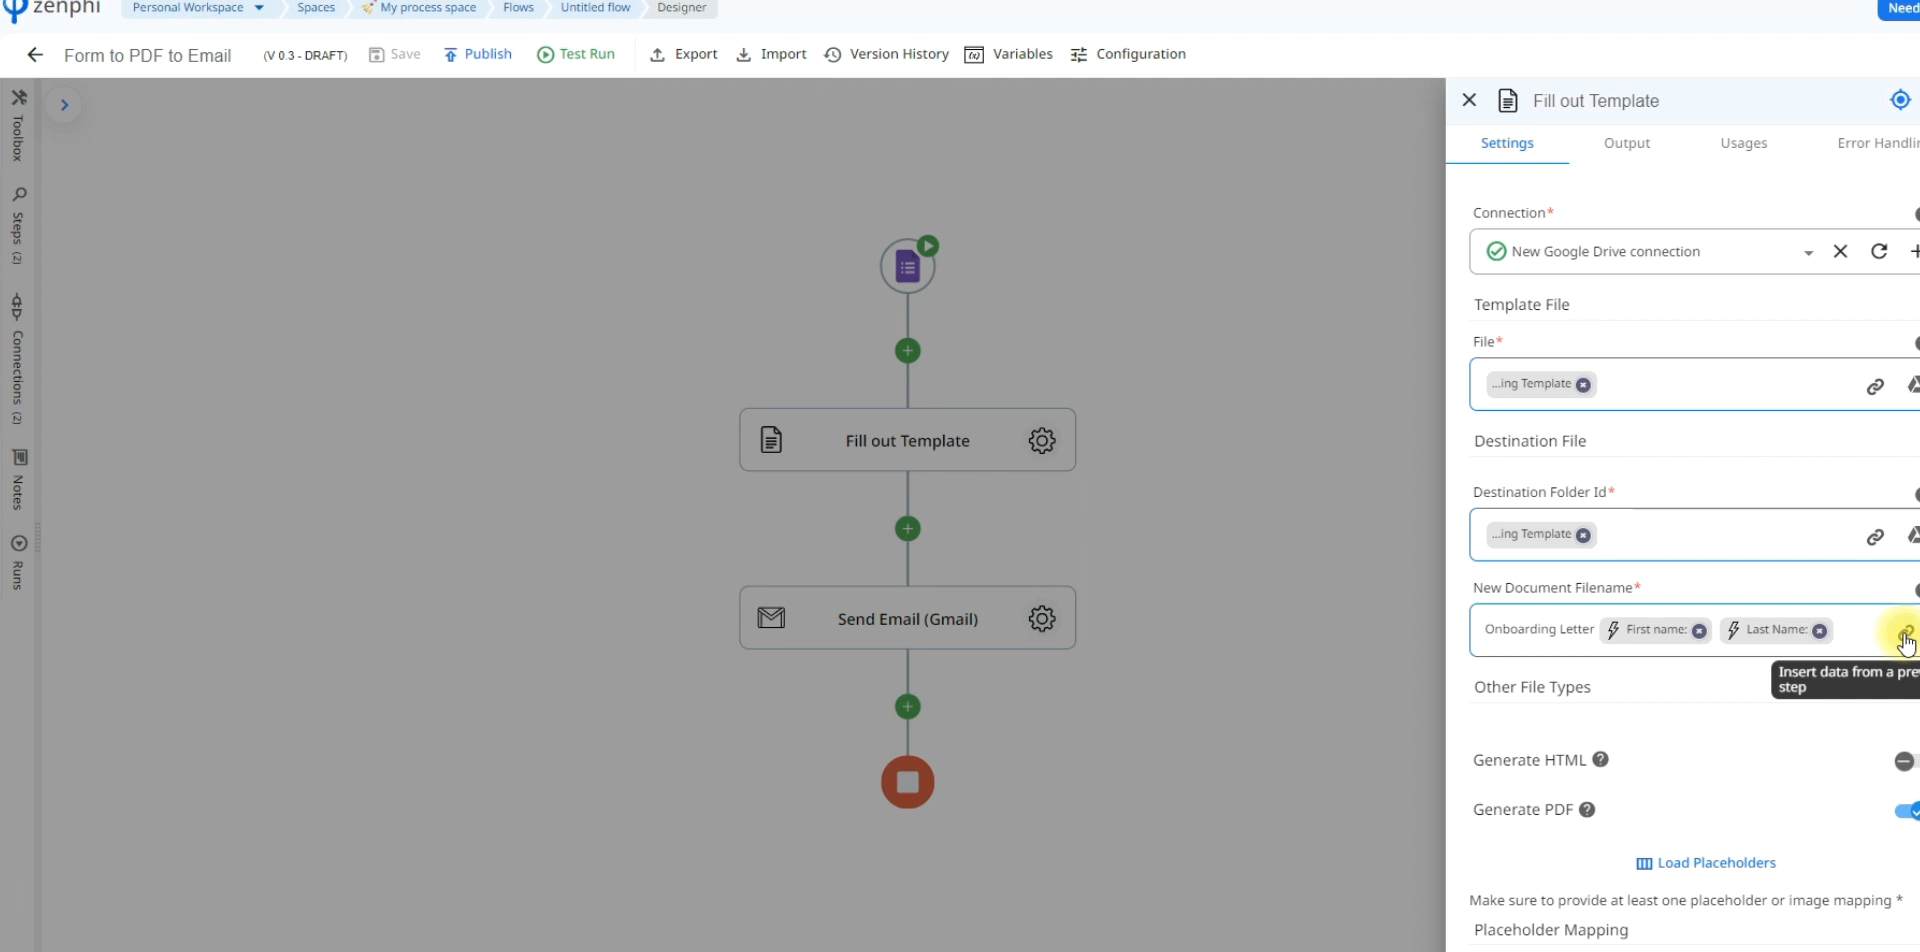 zenphi
Personal Workspace
Spaces
My process space
Flows
Untitled flow
Designer
Need
Form to PDF to Email
(V 0.3 - DRAFT)
Save
Publish
Test Run
Export
Import
Version History
Variables
Configuration
Toolbox
Steps (2)
Connections (2)
Notes
Runs
Fill out Template
Send Email (Gmail)
Fill out Template
Settings
Output
Usages
Error Handlin
Connection*
New Google Drive connection
Template File
File*
...ing Template
Destination File
Destination Folder Id*
...ing Template
New Document Filename*
Onboarding Letter
First name:
Last Name:
Insert data from a pre
step
Other File Types
Generate HTML
Generate PDF
Load Placeholders
Make sure to provide at least one placeholder or image mapping *
Placeholder Mapping